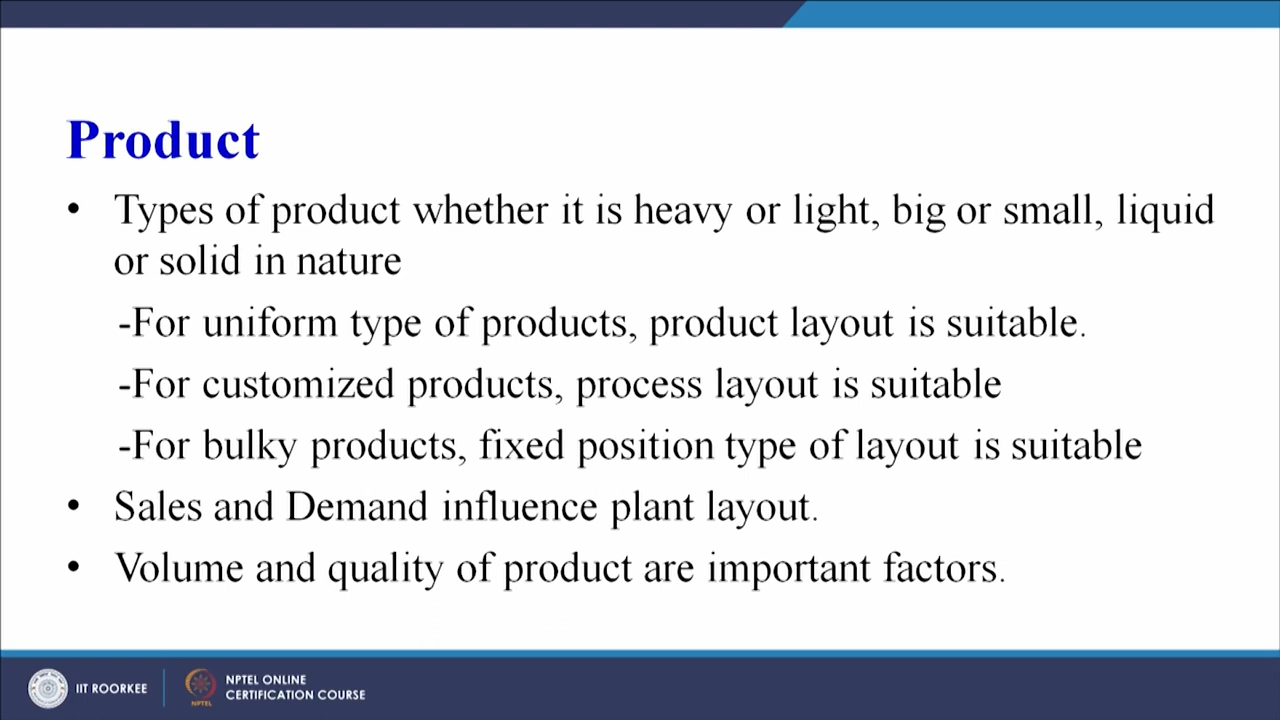 Product
• Types of product whether it is heavy or light, big or small, liquid
or solid in nature
-For uniform type of products, product layout is suitable.
-For customized products, process layout is suitable
-For bulky products, fixed position type of layout is suitable
• Sales and Demand influence plant layout.
• Volume and quality of product are important factors.
IIT ROORKEE
NPTEL
NPTEL ONLINE
CERTIFICATION COURSE